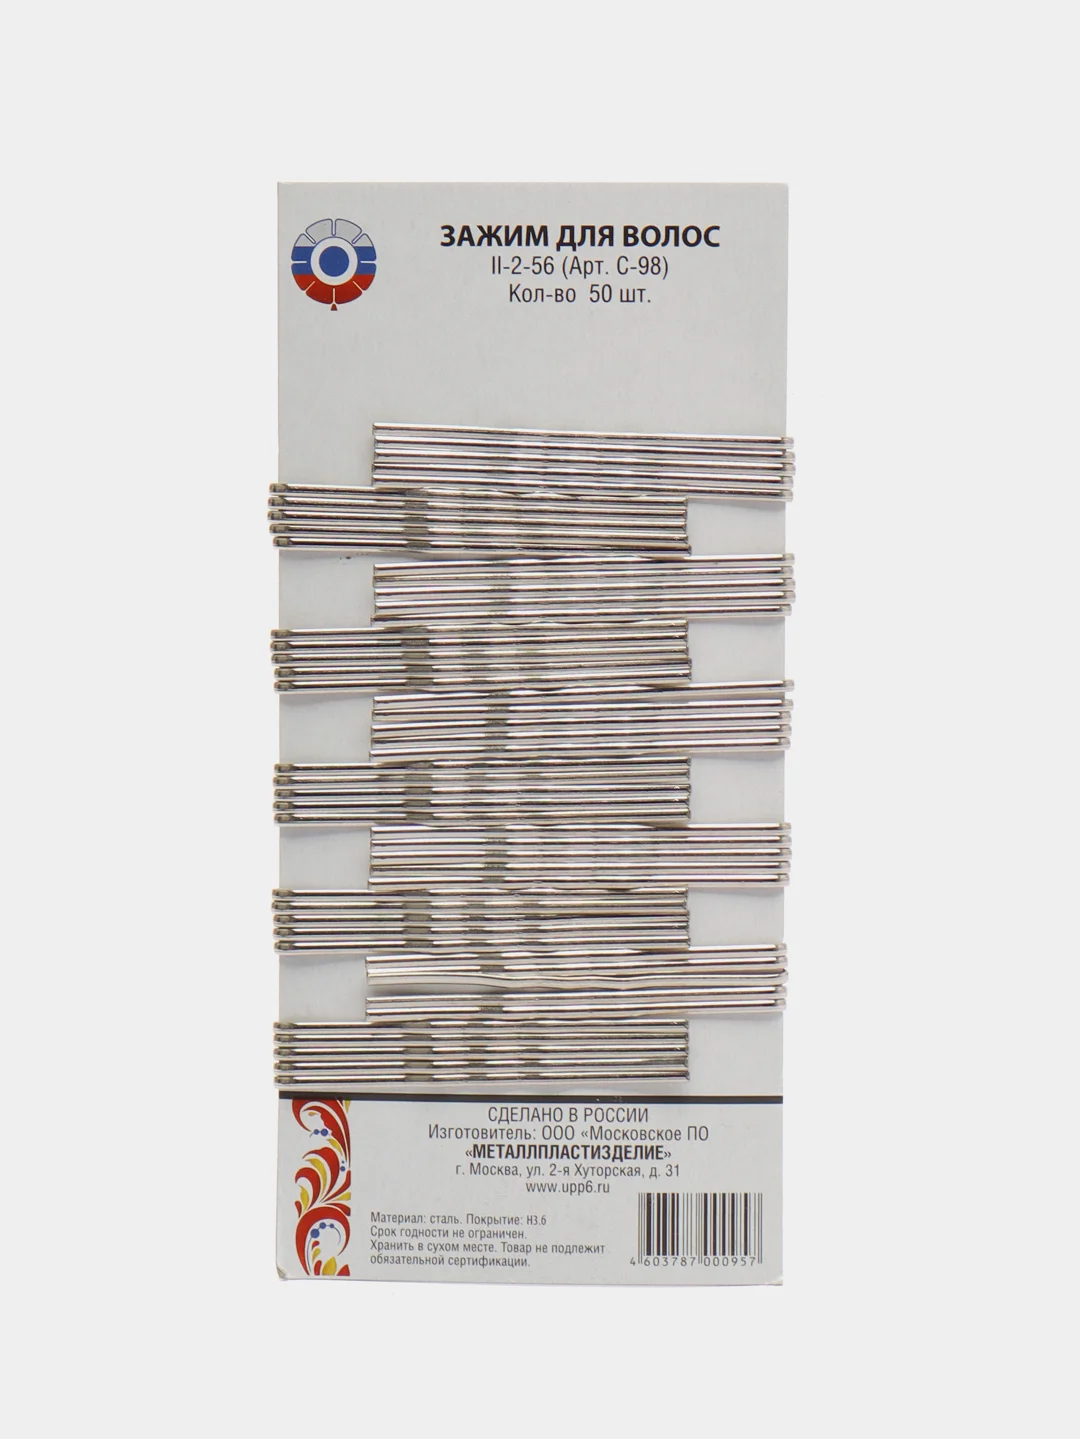 ЗАЖИМ ДЛЯ ВОЛОС
II-2-56 (Арт. С-98)
Кол-во 50 шт.
СДЕЛАНО В РОССИИ
Изготовитель: ООО «Московское ПО
«МЕТАЛЛПЛАСТИЗДЕЛИЕ»
г. Москва, ул. 2-я Хуторская, д. 31
www.upp6.ru
Материал: сталь. Покрытие: Н3.б
Срок годности не ограничен.
Хранить в сухом месте. Товар не подлежит
обязательной сертификации.
4 603787 000957